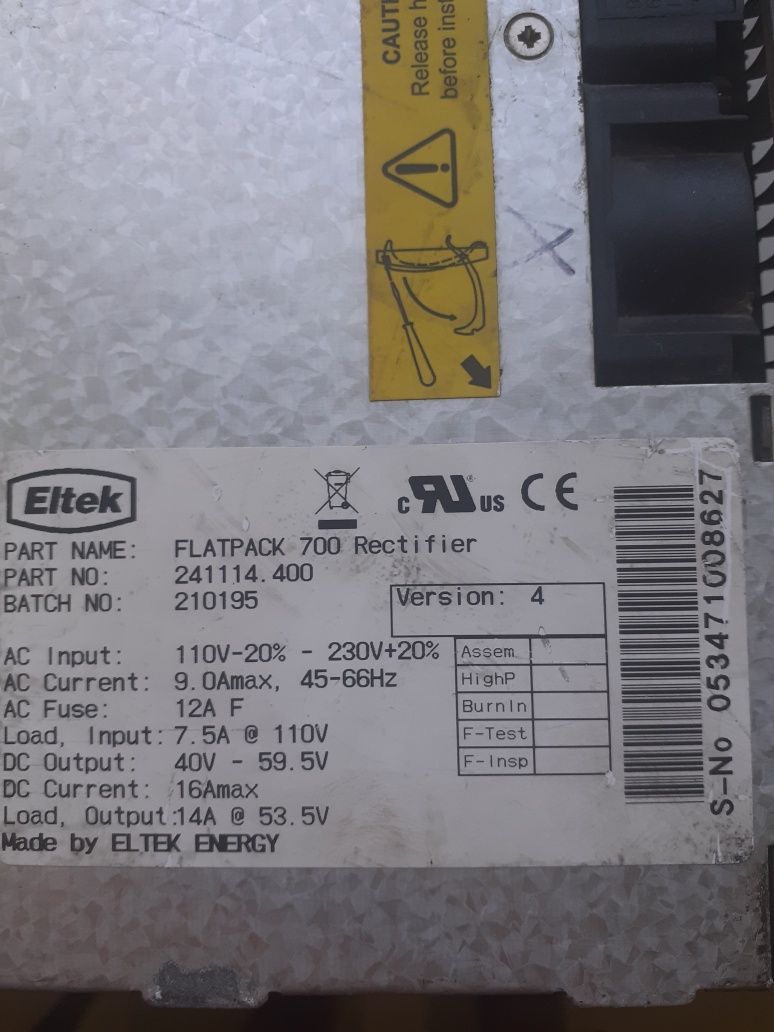 CAUT
Release h
before inst
Eltek
c RU® US CE
PART NAME: FLATPACK 700 Rectifier
PART NO: 241114.400
BATCH NO: 210195
Version: 4
AC Input: 110V-20% - 230V+20%
AC Current: 9.0Amax, 45-66Hz
AC Fuse: 12A F
Load, Input: 7.5A @ 110V
DC Output: 40V - 59.5V
DC Current: 16Amax
Load, Output: 14A @ 53.5V
Made by ELTEK ENERGY
Assem
HighP
BurnIn
F-Test
F-Insp
S-No 053471008627